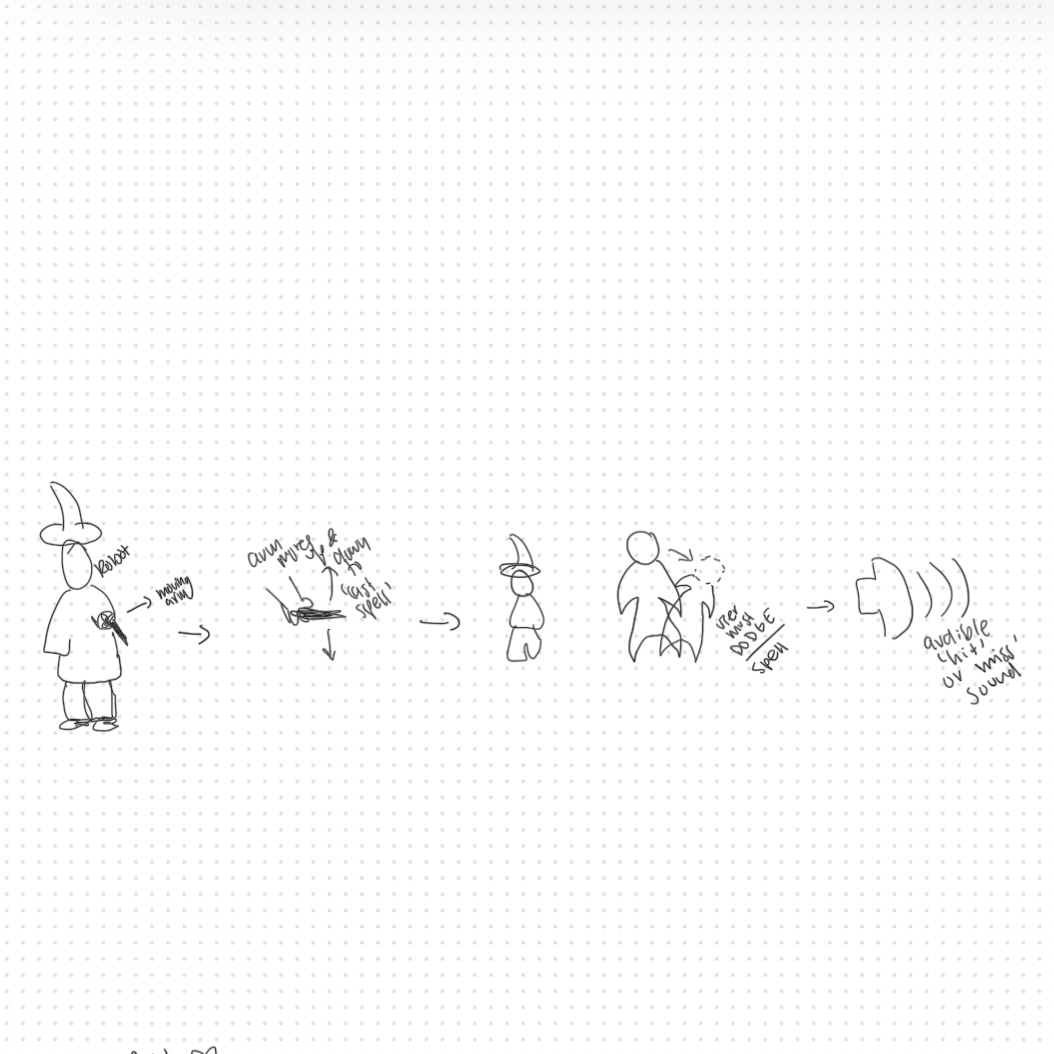 Robot
moving
arm
arm
moves up &
down
to
'cast
spell'
user
must
DODGE
spell
audible
'hit'
or 'miss'
sound